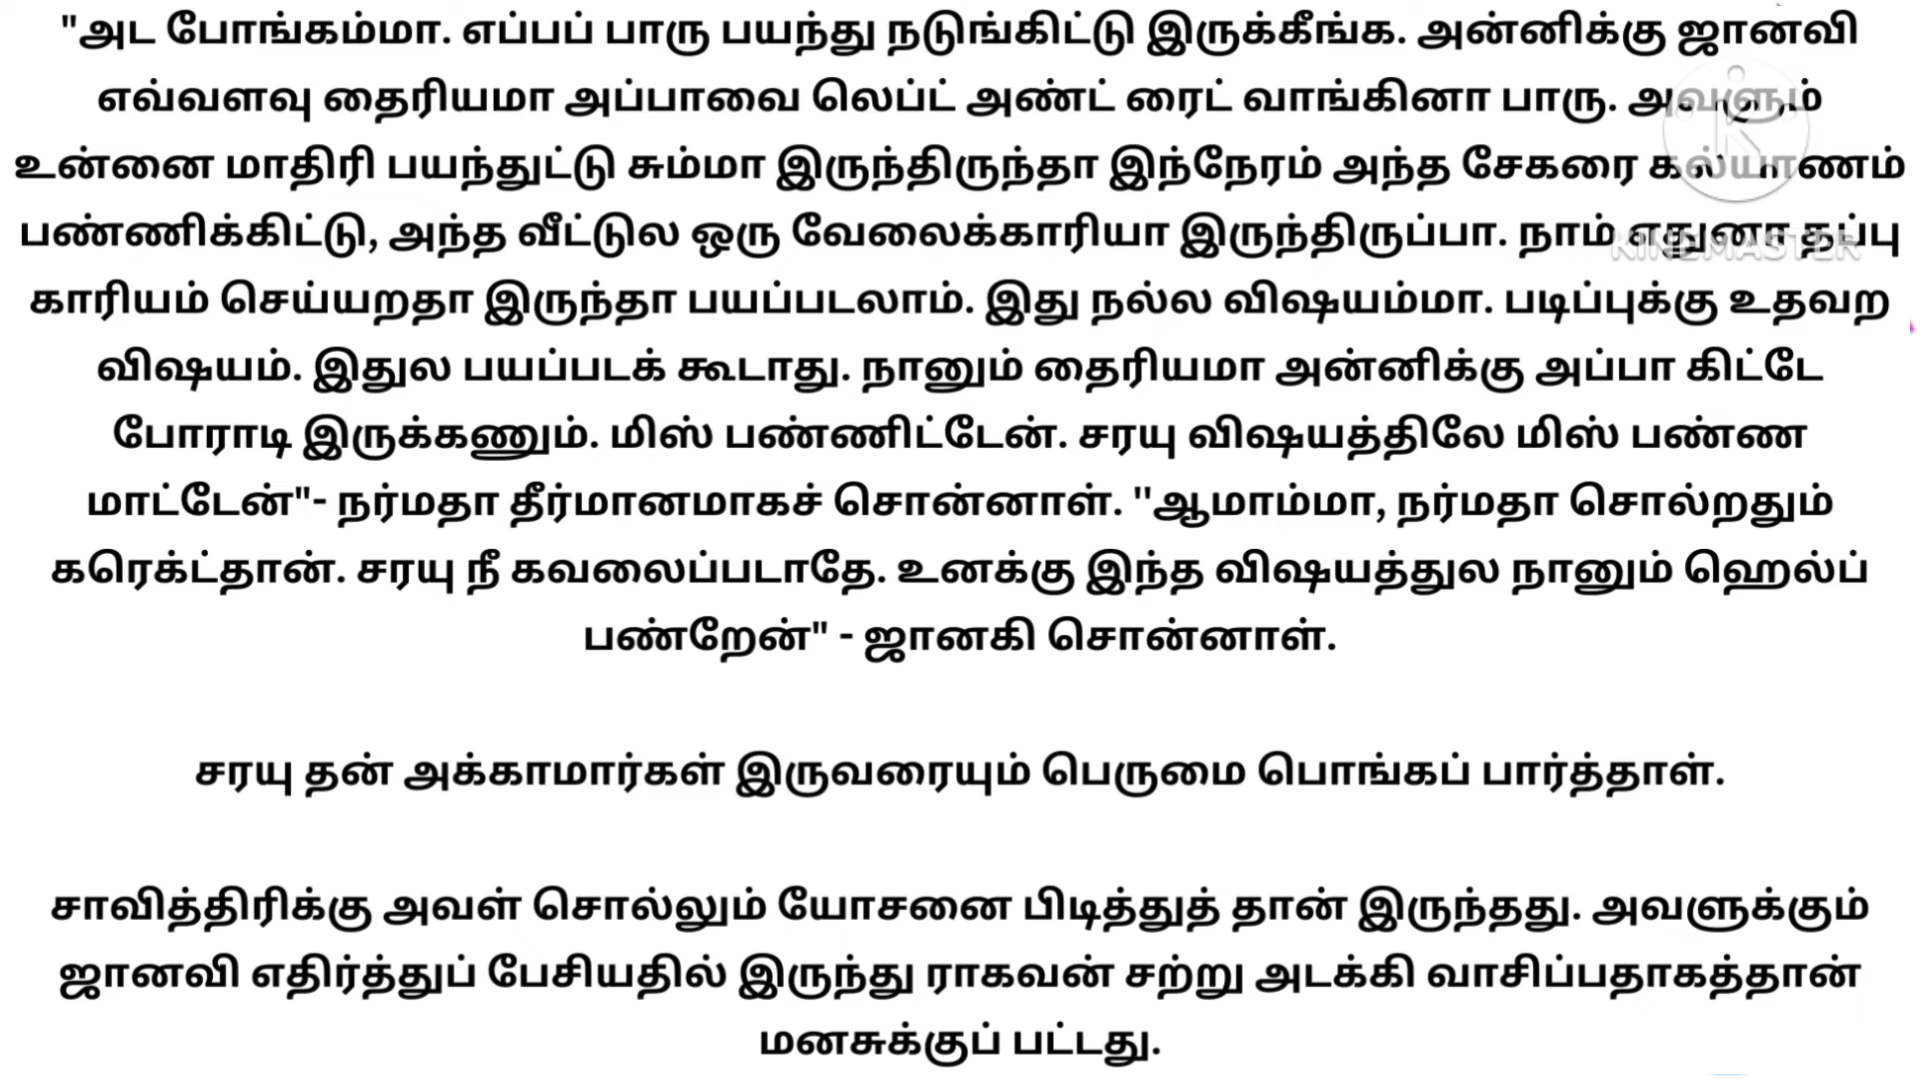 "அட போங்கம்மா. எப்பப் பாரு பயந்து நடுங்கிட்டு இருக்கீங்க. அன்னிக்கு ஜானவி
எவ்வளவு தைரியமா அப்பாவை லெப்ட் அண்ட் ரைட் வாங்கினா பாரு. அவளும்
உன்னை மாதிரி பயந்துட்டு சும்மா இருந்திருந்தா இந்நேரம் அந்த சேகரை கல்யாணம்
பண்ணிக்கிட்டு, அந்த வீட்டுல ஒரு வேலைக்காரியா இருந்திருப்பா. நாம் எதுனா தப்பு
காரியம் செய்யறதா இருந்தா பயப்படலாம். இது நல்ல விஷயம்மா. படிப்புக்கு உதவற
விஷயம். இதுல பயப்படக் கூடாது. நானும் தைரியமா அன்னிக்கு அப்பா கிட்டே
போராடி இருக்கணும். மிஸ் பண்ணிட்டேன். சரயு விஷயத்திலே மிஸ் பண்ண
மாட்டேன்"- நர்மதா தீர்மானமாகச் சொன்னாள். "ஆமாம்மா, நர்மதா சொல்றதும்
கரெக்ட்தான். சரயு நீ கவலைப்படாதே. உனக்கு இந்த விஷயத்துல நானும் ஹெல்ப்
பண்றேன்" - ஜானகி சொன்னாள்.
சரயு தன் அக்காமார்கள் இருவரையும் பெருமை பொங்கப் பார்த்தாள்.
சாவித்திரிக்கு அவள் சொல்லும் யோசனை பிடித்துத் தான் இருந்தது. அவளுக்கும்
ஜானவி எதிர்த்துப் பேசியதில் இருந்து ராகவன் சற்று அடக்கி வாசிப்பதாகத்தான்
மனசுக்குப் பட்டது.
K
KINEMASTER